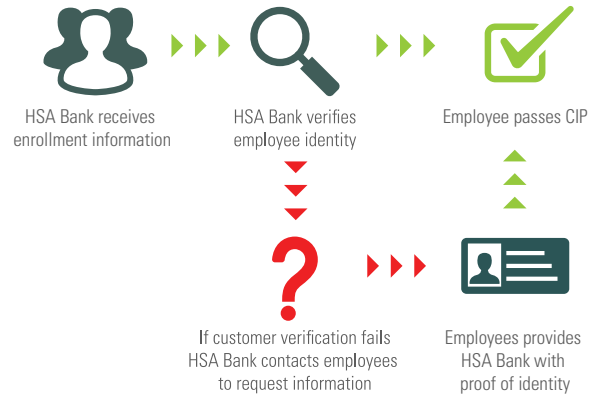 HSA Bank receives
enrollment information
HSA Bank verifies
employee identity
Employee passes CIP
If customer verification fails
HSA Bank contacts employees
to request information
Employees provides
HSA Bank with
proof of identity